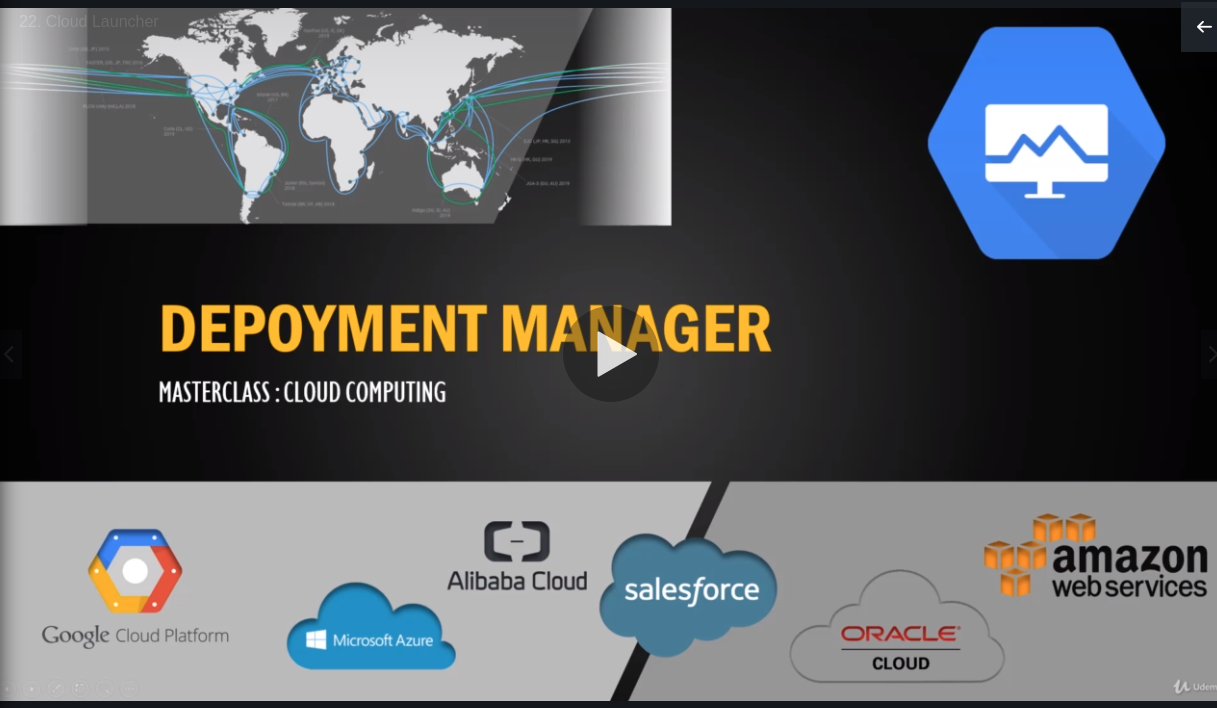 22. Cloud Launcher
DEPOYMENT MANAGER
MASTERCLASS : CLOUD COMPUTING
Google Cloud Platform
Microsoft Azure
Alibaba Cloud
salesforce
ORACLE
CLOUD
amazon
web services